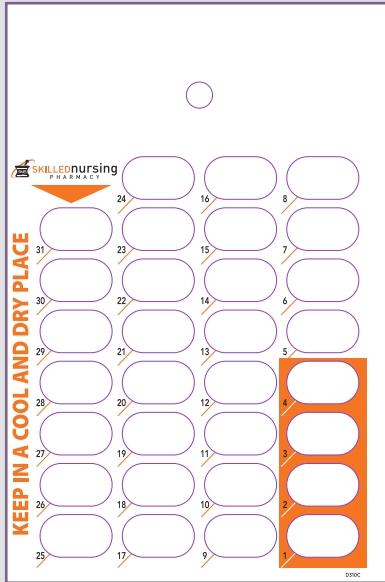 SKILLEDnursing
PHARMACY
KEEP IN A COOL AND DRY PLACE
24 16 8
31 23 15 7
30 22 14 6
29 21 13 5
28 20 12 4
27 19 11 3
26 18 10 2
25 17 9 1
D310C